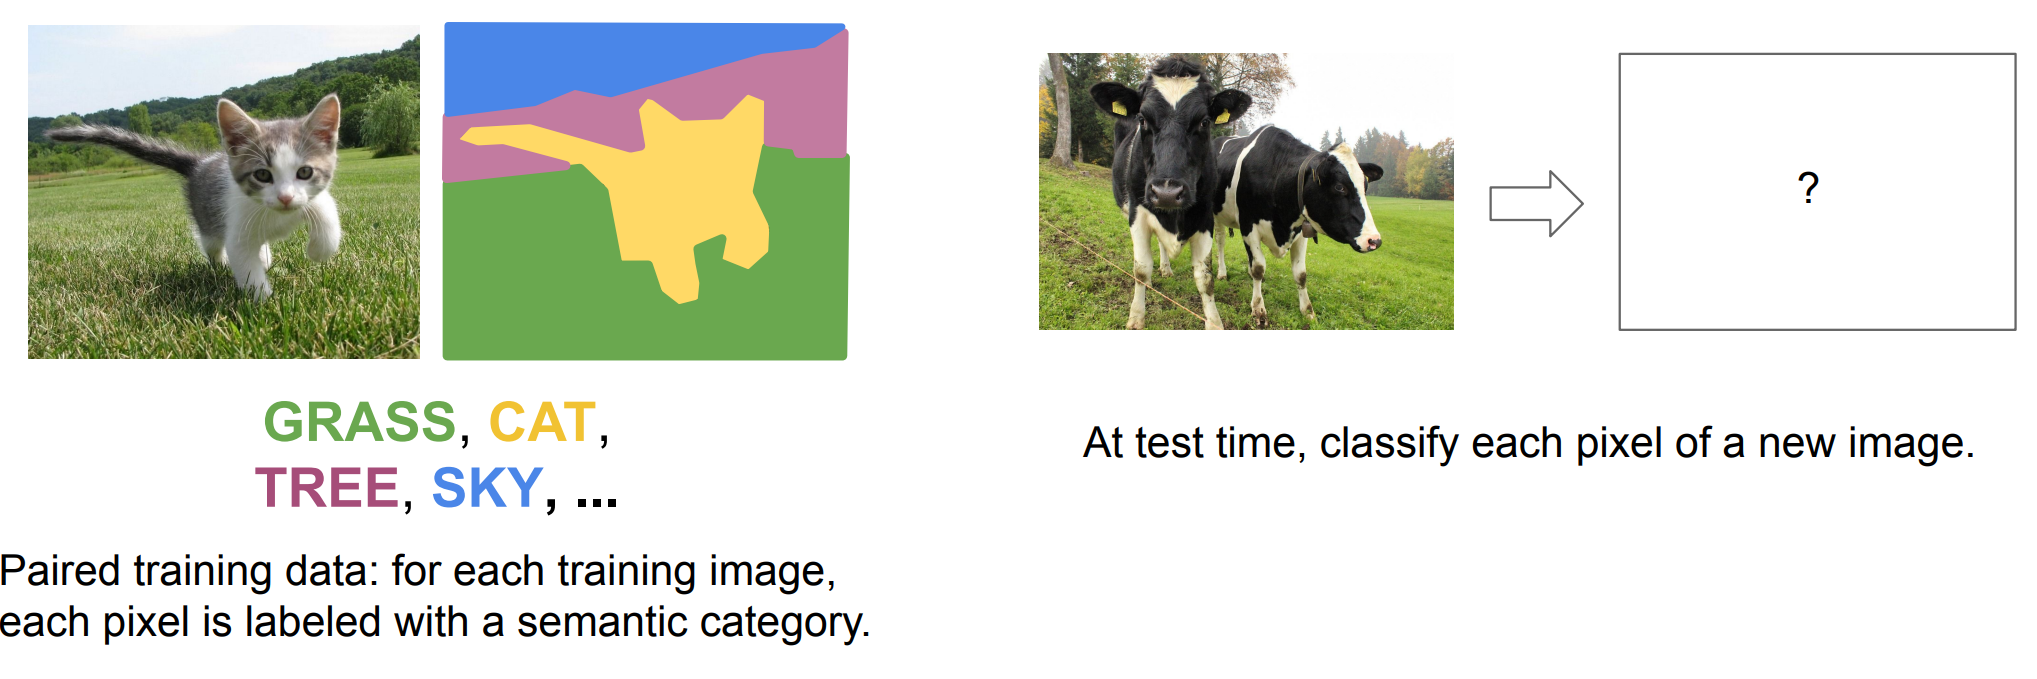 GRASS, CAT,
TREE, SKY, ...
Paired training data: for each training image,
each pixel is labeled with a semantic category.
?
At test time, classify each pixel of a new image.